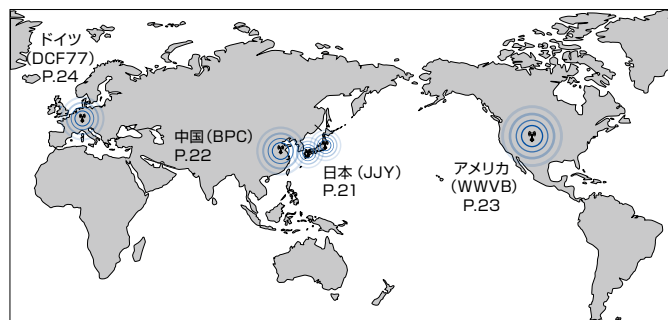 ドイツ
(DCF77)
P.24
中国(BPC)
P.22
日本(JJY)
P.21
アメリカ
(WWVB)
P.23